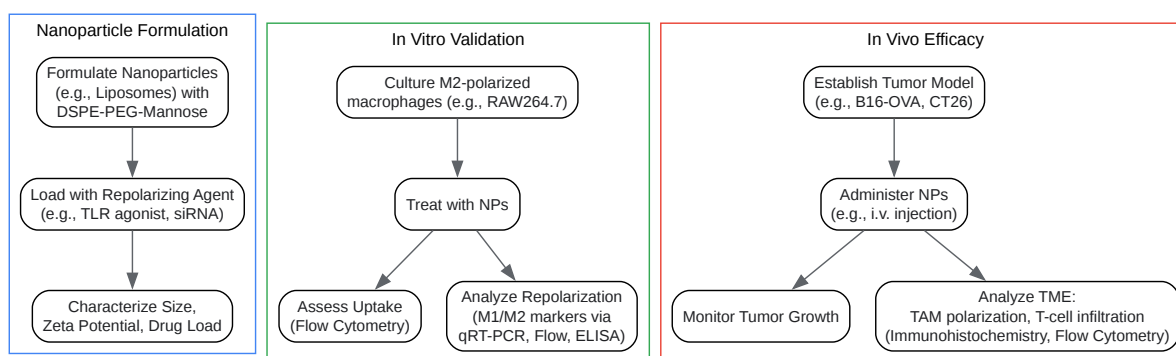 Nanoparticle Formulation
Formulate Nanoparticles
(e.g., Liposomes) with
DSPE-PEG-Mannose
Load with Repolarizing Agent
(e.g., TLR agonist, siRNA)
Characterize Size,
Zeta Potential, Drug Load
In Vitro Validation
Culture M2-polarized
macrophages (e.g., RAW264.7)
Treat with NPs
Assess Uptake
(Flow Cytometry)
Analyze Repolarization
(M1/M2 markers via
qRT-PCR, Flow, ELISA)
In Vivo Efficacy
Establish Tumor Model
(e.g., B16-OVA, CT26)
Administer NPs
(e.g., i.v. injection)
Monitor Tumor Growth
Analyze TME:
TAM polarization, T-cell infiltration
(Immunohistochemistry, Flow Cytometry)